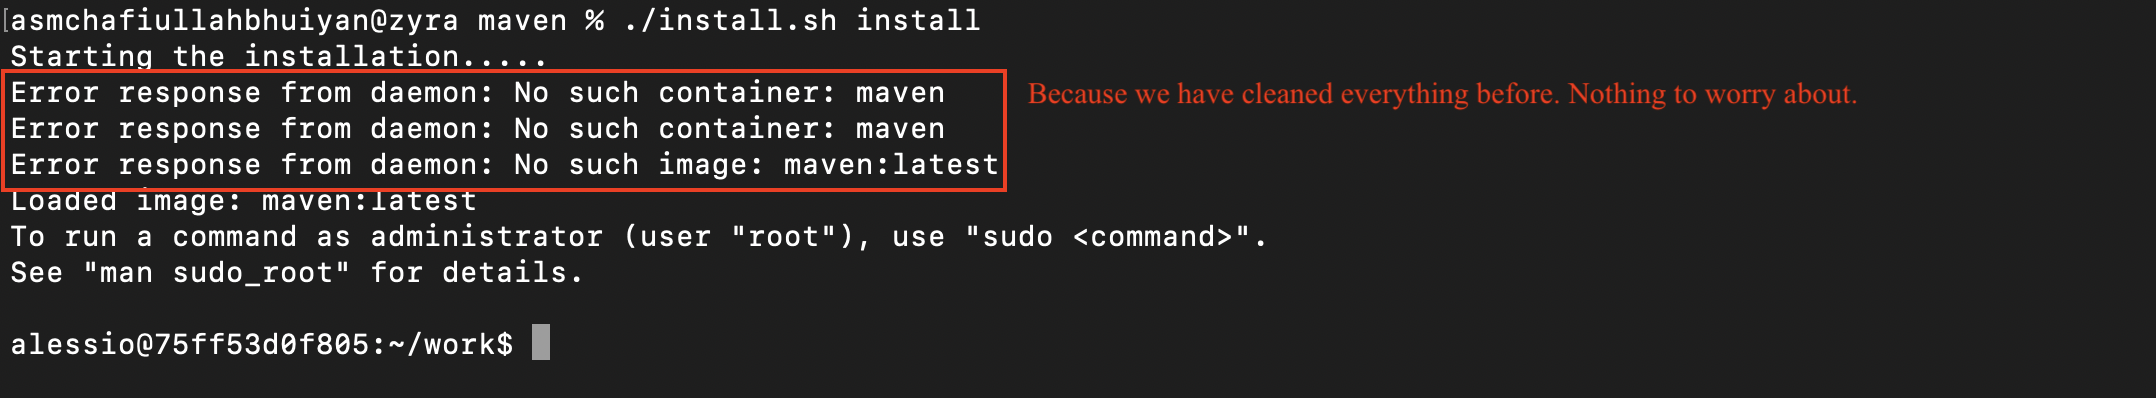 [asmchafiullahbhuiyan@zyra maven % ./install.sh install
Starting the installation.....
Error response from daemon: No such container: maven
Because we have cleaned everything before. Nothing to worry about.
Error response from daemon: No such container: maven
Error response from daemon: No such image: maven:latest
Loaded image: maven:latest
To run a command as administrator (user "root"), use "sudo <command>".
See "man sudo_root" for details.
alessio@75ff53d0f805:~/work$